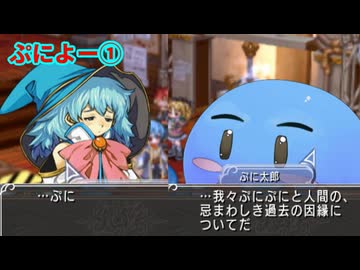 ぷによー①
…ぷに
ぷに太郎
…我々ぷにぷにと人間の、
忌まわしき過去の因縁に
ついてだ